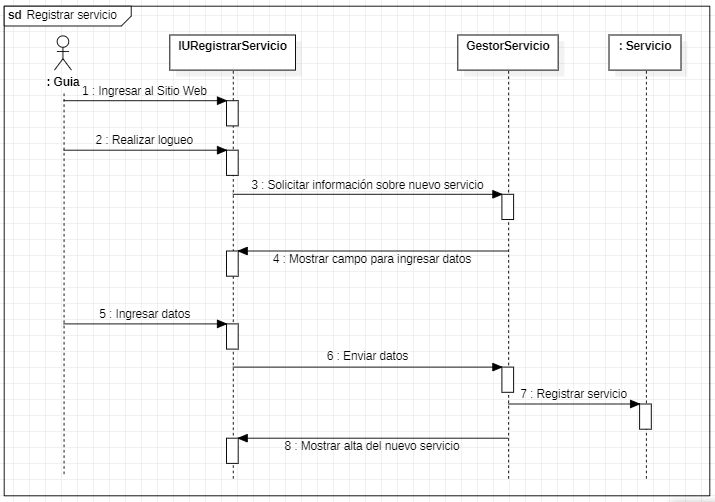 sd Registrar servicio
IURegistrarServicio
GestorServicio
: Servicio
: Guia
1 : Ingresar al Sitio Web
2 : Realizar logueo
3 : Solicitar información sobre nuevo servicio
4 : Mostrar campo para ingresar datos
5 : Ingresar datos
6 : Enviar datos
7 : Registrar servicio
8 : Mostrar alta del nuevo servicio